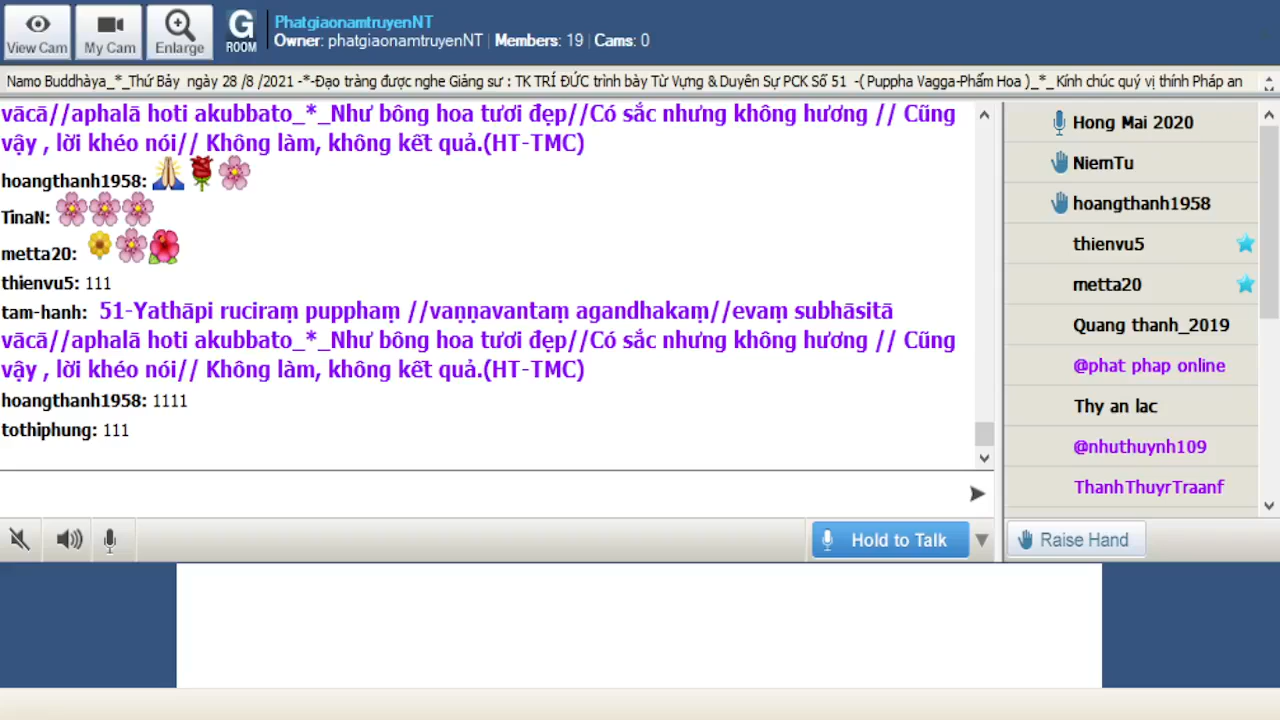 View Cam
My Cam
Enlarge
G
ROOM
PhatgiaonamtruyenNT
Owner: phatgiaonamtruyenNT | Members: 19 | Cams: 0
Namo Buddhàya_*_Thứ Bảy ngày 28 /8 /2021 -*-Đạo tràng được nghe Giảng sư : TK TRÍ ĐỨC trình bày Từ Vựng & Duyên Sự PCK Số 51 -( Puppha Vagga-Phẩm Hoa )_*_ Kính chúc quý vị thính Pháp an
vācā//aphalā hoti akubbato_*_Như bông hoa tươi đẹp//Có sắc nhưng không hương // Cũng
vậy , lời khéo nói// Không làm, không kết quả.(HT-TMC)
hoangthanh1958:
TinaN:
metta20:
thienvu5: 111
tam-hanh: 51-Yathāpi ruciraṃ pupphaṃ //vaṇṇavantaṃ agandhakaṃ//evaṃ subhāsitā
vācā//aphalā hoti akubbato_*_Như bông hoa tươi đẹp//Có sắc nhưng không hương // Cũng
vậy , lời khéo nói// Không làm, không kết quả.(HT-TMC)
hoangthanh1958: 1111
tothiphung: 111
Hold to Talk
Hong Mai 2020
NiemTu
hoangthanh1958
thienvu5
metta20
Quang thanh_2019
@phat phap online
Thy an lac
@nhuthuynh109
ThanhThuyrTraanf
Raise Hand